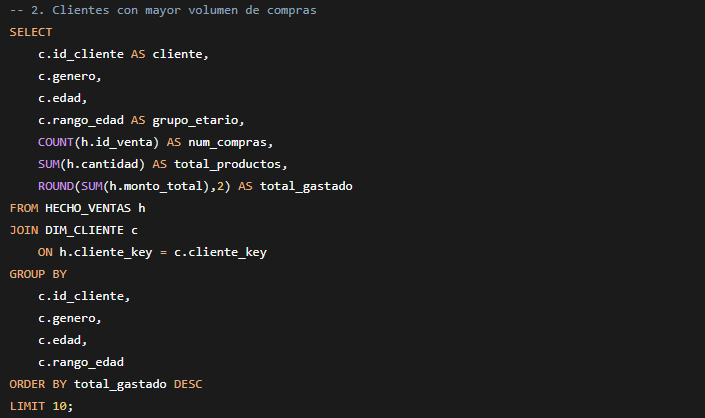 -- 2. Clientes con mayor volumen de compras
SELECT
    c.id_cliente AS cliente,
    c.genero,
    c.edad,
    c.rango_edad AS grupo_etario,
    COUNT(h.id_venta) AS num_compras,
    SUM(h.cantidad) AS total_productos,
    ROUND(SUM(h.monto_total),2) AS total_gastado
FROM HECHO_VENTAS h
JOIN DIM_CLIENTE c
    ON h.cliente_key = c.cliente_key
GROUP BY
    c.id_cliente,
    c.genero,
    c.edad,
    c.rango_edad
ORDER BY total_gastado DESC
LIMIT 10;